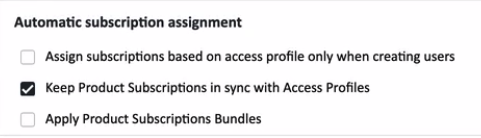 Automatic subscription assignment
Assign subscriptions based on access profile only when creating users
Keep Product Subscriptions in sync with Access Profiles
Apply Product Subscriptions Bundles